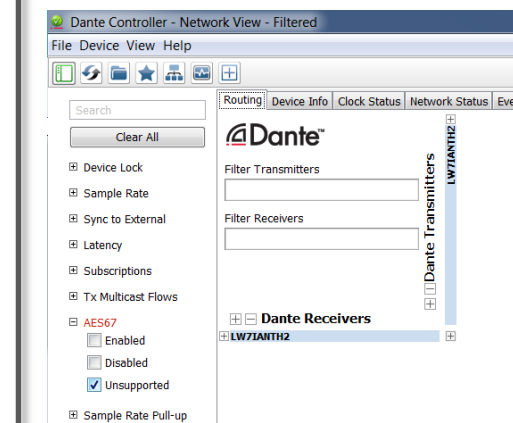 Dante Controller - Network View - Filtered
File Device View Help
Search
Clear All
Device Lock
Sample Rate
Sync to External
Latency
Subscriptions
Tx Multicast Flows
AES67
Enabled
Disabled
Unsupported
Sample Rate Pull-up
Routing Device Info Clock Status Network Status Eve
Dante™
Filter Transmitters
Filter Receivers
Dante Transmitters
LW7IANTH2
Dante Receivers
LW7IANTH2